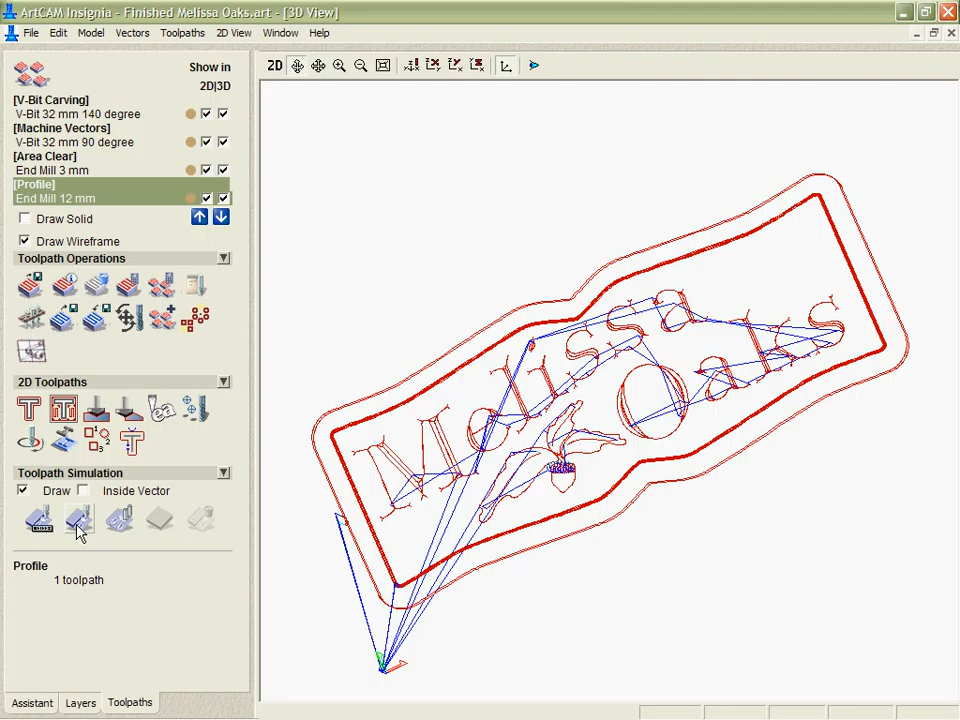 ArtCAM Insignia - Finished Melissa Oaks.art - [3D View]
File Edit Model Vectors Toolpaths 2D View Window Help
Show in
2D|3D
2D
[V-Bit Carving]
V-Bit 32 mm 140 degree
[Machine Vectors]
V-Bit 32 mm 90 degree
[Area Clear]
End Mill 3 mm
[Profile]
End Mill 12 mm
Draw Solid
Draw Wireframe
Toolpath Operations
2D Toolpaths
Toolpath Simulation
Draw Inside Vector
Profile
1 toolpath
Assistant Layers Toolpaths
Melissa
Oaks